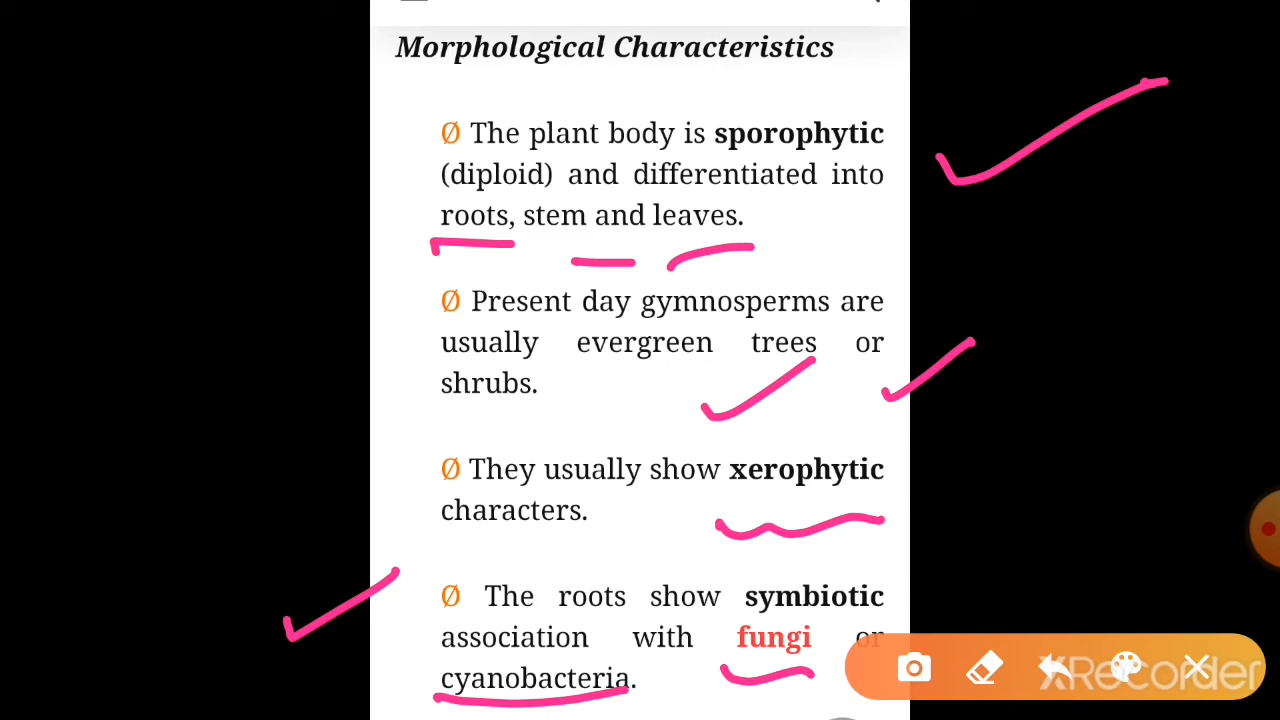 Morphological Characteristics
Ø The plant body is sporophytic
(diploid) and differentiated into
roots, stem and leaves.
Ø Present day gymnosperms are
usually evergreen trees or
shrubs.
Ø They usually show xerophytic
characters.
Ø The roots show symbiotic
association with fungi or
cyanobacteria.
XRecorder